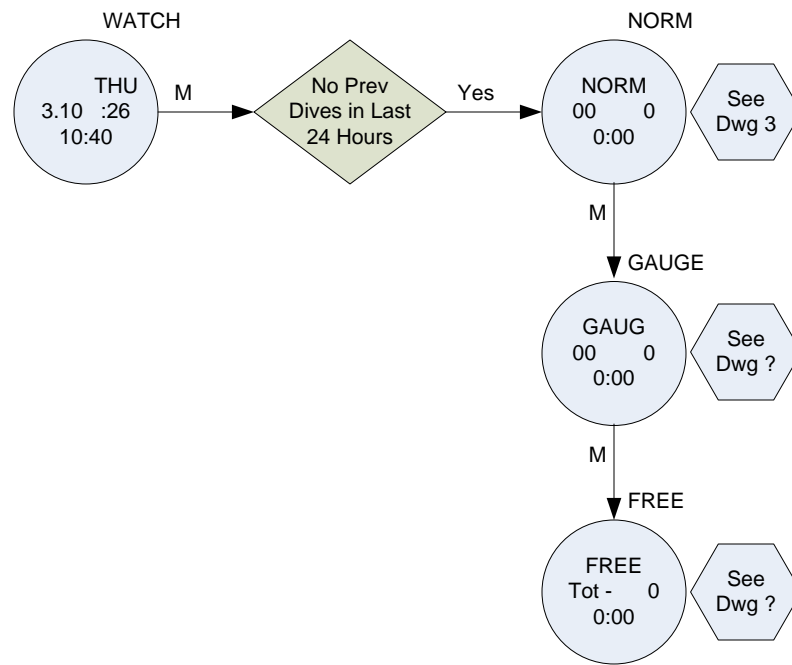 WATCH
THU
3.10 :26
10:40
M
No Prev
Dives in Last
24 Hours
Yes
NORM
NORM
00 0
0:00
See
Dwg 3
M
GAUGE
GAUG
00 0
0:00
See
Dwg ?
M
FREE
FREE
Tot - 0
0:00
See
Dwg ?